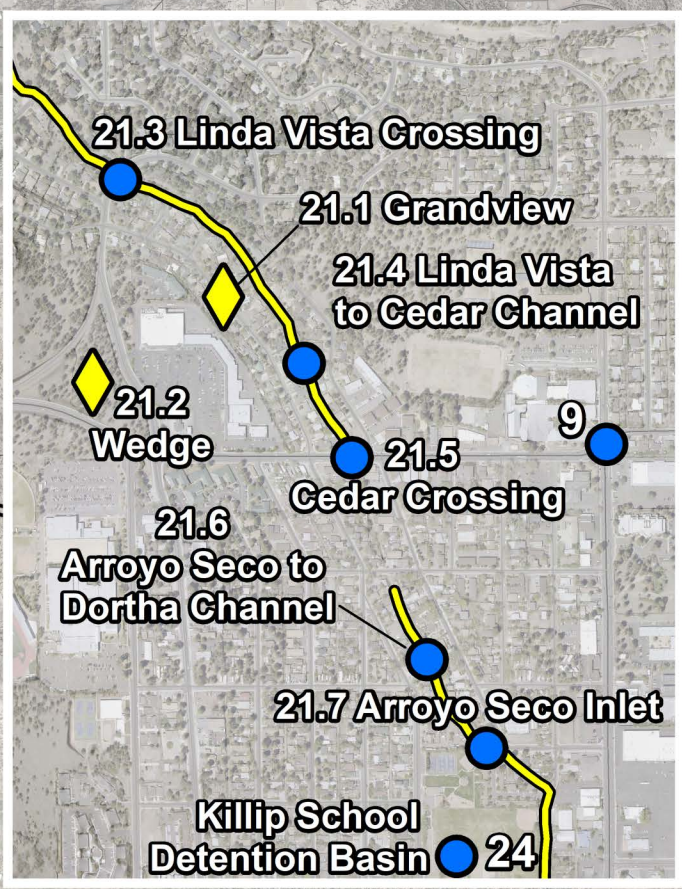 21.3 Linda Vista Crossing
21.1 Grandview
21.4 Linda Vista
to Cedar Channel
21.2
Wedge
9
21.5
Cedar Crossing
21.6
Arroyo Seco to
Dortha Channel
21.7 Arroyo Seco Inlet
Killip School
Detention Basin
24